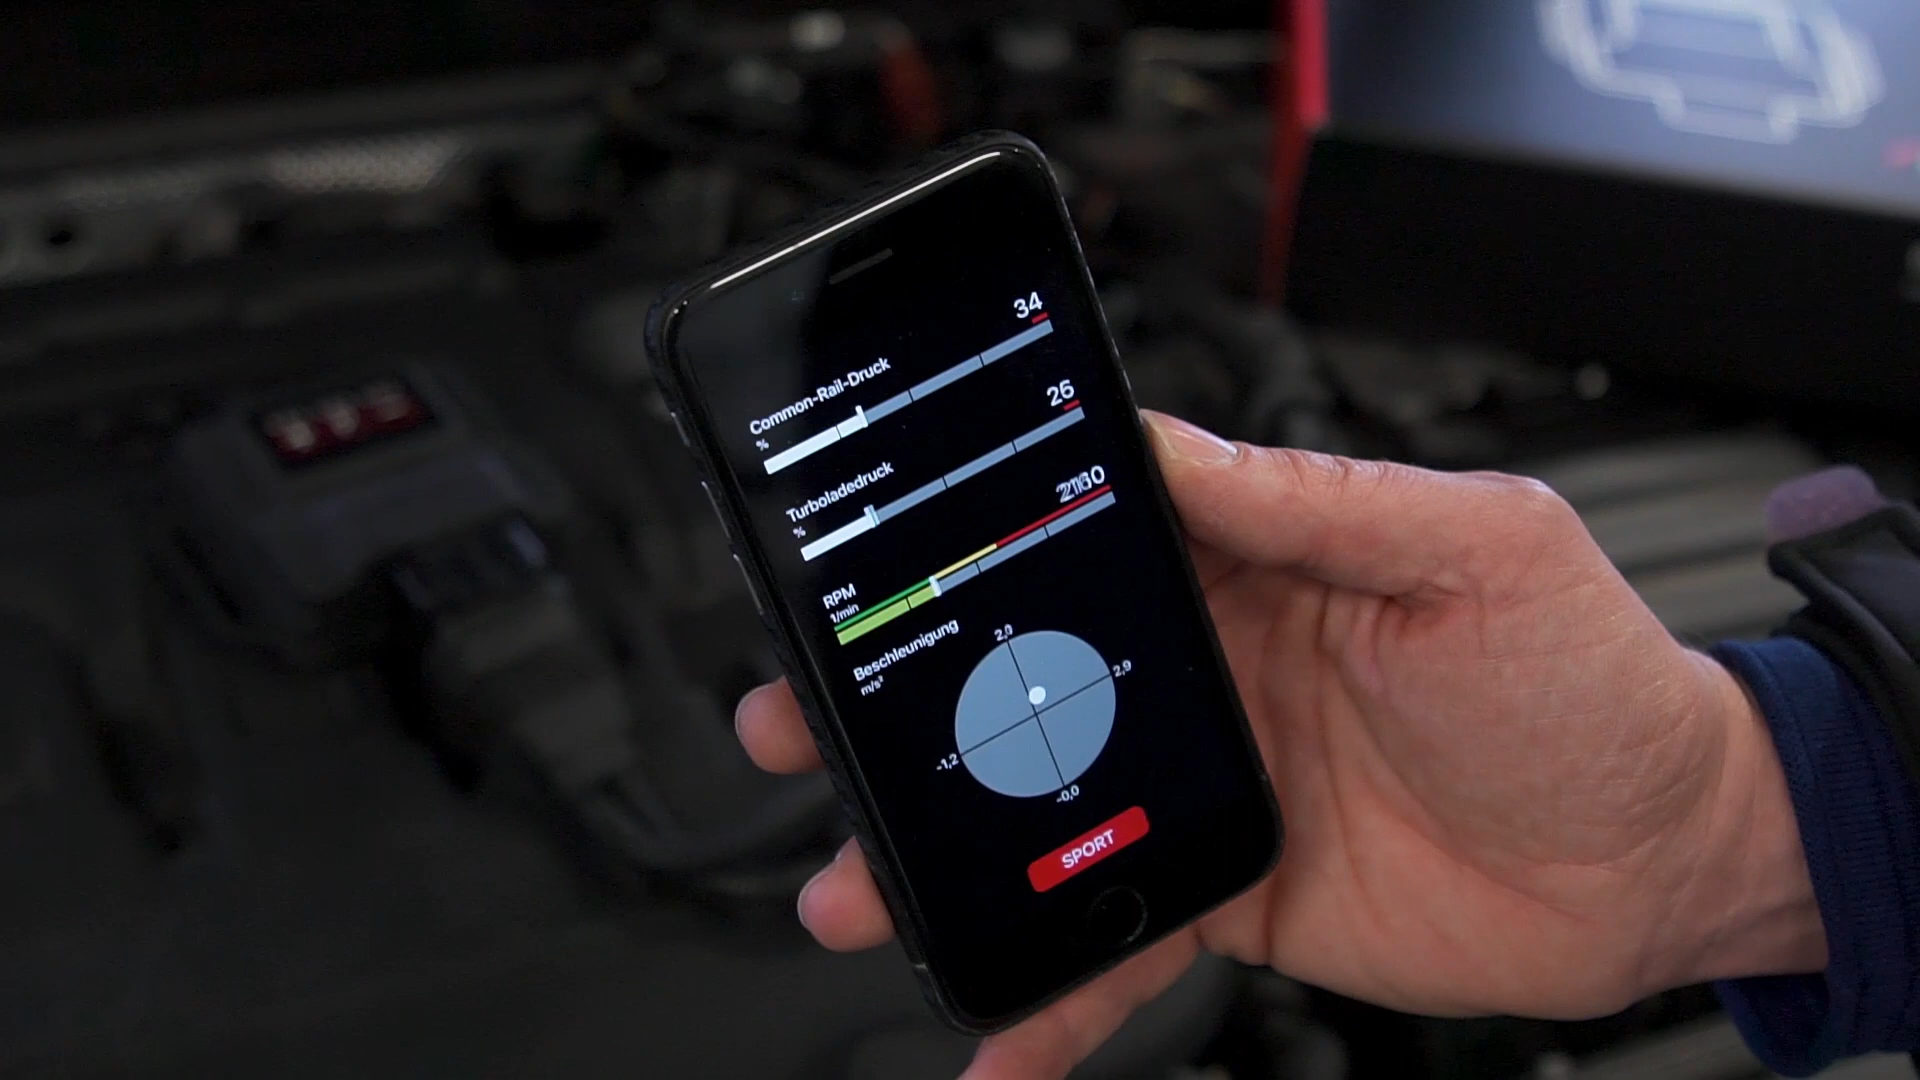 34
Common-Rail-Druck
%
26
Turboladedruck
%
RPM
1/min
Beschleunigung
m/s²
2,0
2,9
-1,2
-0,0
SPORT